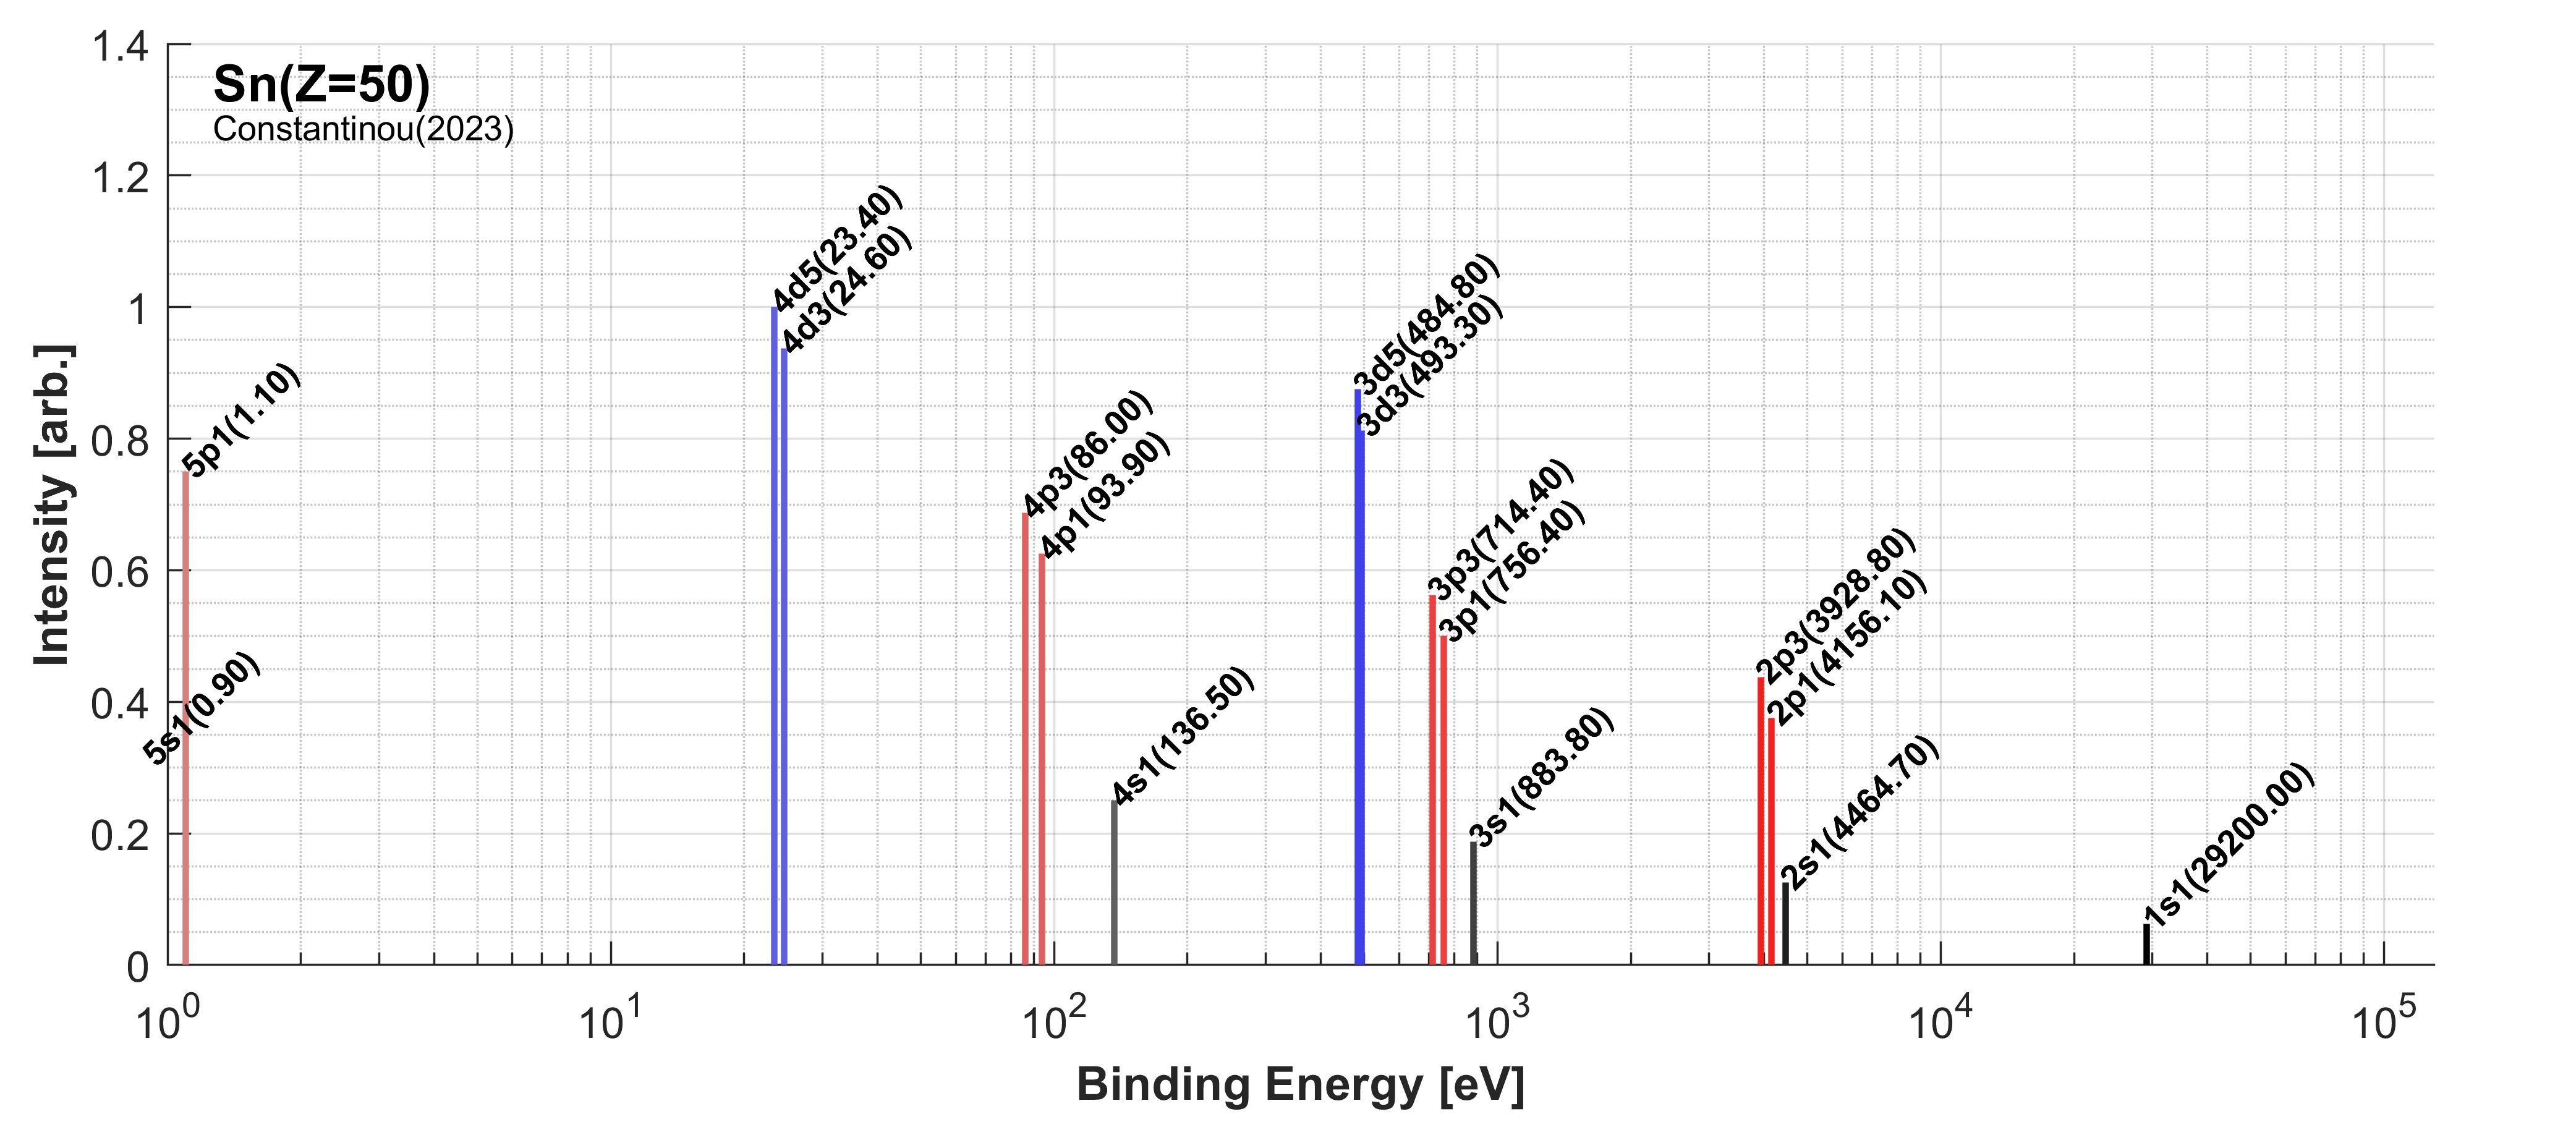 Sn(Z=50)
Constantinou(2023)
Intensity [arb.]
1.4
1.2
1
0.8
0.6
0.4
0.2
0
5s1(0.90)
5p1(1.10)
4d5(23.40)
4d3(24.60)
4p3(86.00)
4p1(93.90)
4s1(136.50)
3d5(484.80)
3d3(493.30)
3p3(714.40)
3p1(756.40)
3s1(883.80)
2p3(3928.80)
2p1(4156.10)
2s1(4464.70)
1s1(29200.00)
10^0 10^1 10^2 10^3 10^4 10^5
Binding Energy [eV]